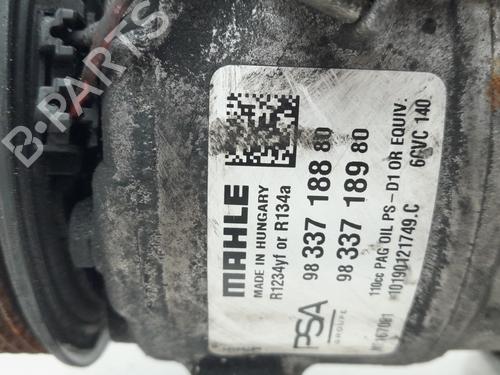 MAHLE
MADE IN HUNGARY
R1234yf or R134a
98 337 188 80
98 337 189 80
PSA
GROUPE
110cc PAG OIL PS-D1 OR EQUIV.
6CVC 140
10190121749.C
B-PARTS